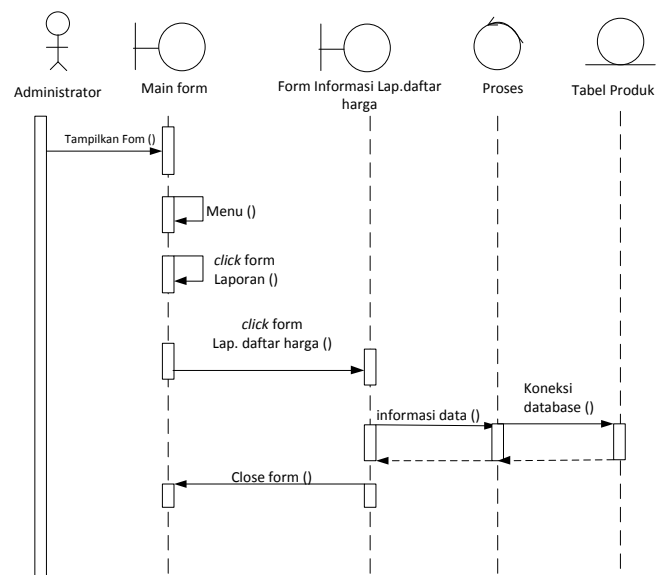 Administrator
Main form
Form Informasi Lap.daftar
harga
Proses
Tabel Produk
Tampilkan Fom ()
Menu ()
click form
Laporan ()
click form
Lap. daftar harga ()
Koneksi
database ()
informasi data ()
Close form ()